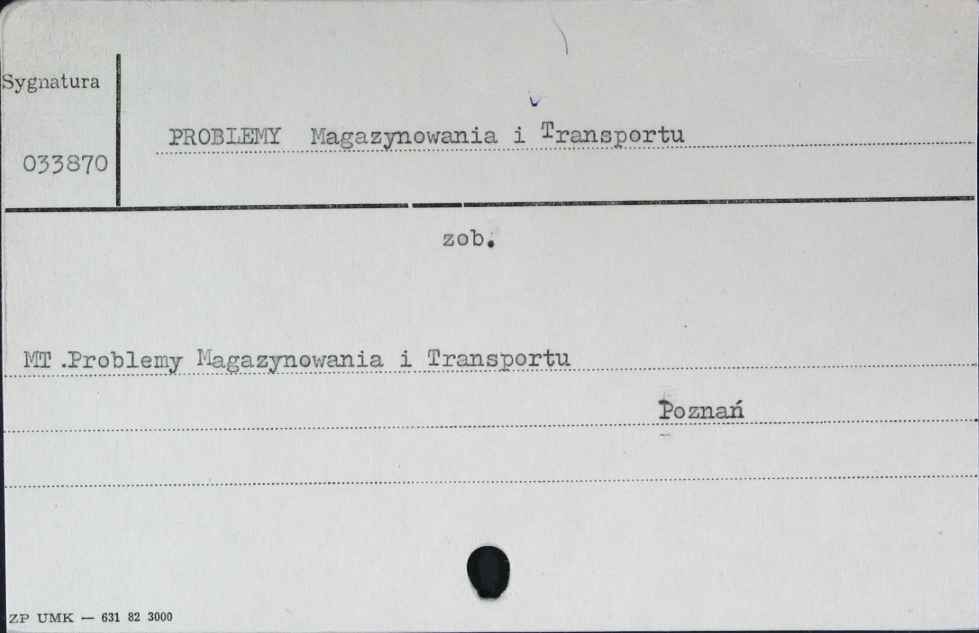 Sygnatura
PROBLEMY Magazynowania i Transportu
033870
zob.
MT .Problemy Magazynowania i Transportu
Poznań
ZP UMK — 631 82 3000